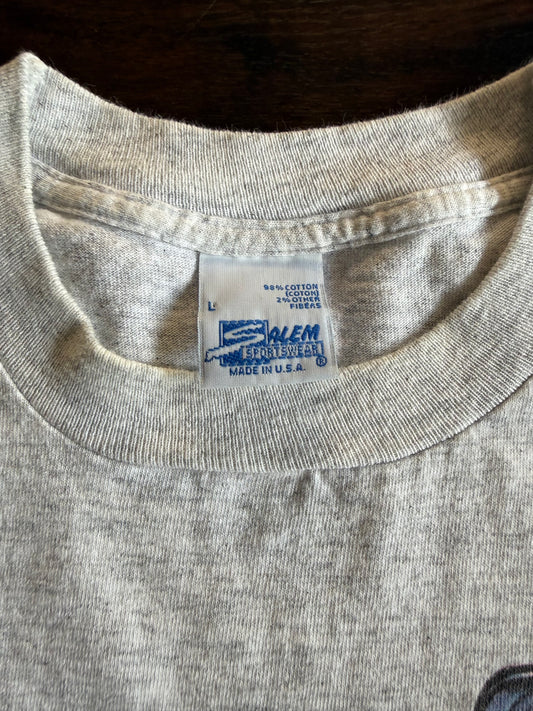 98% COTTON
(COTON)
2% OTHER
FIBERS
L
SALEM
SPORTSWEAR
MADE IN U.S.A. ®